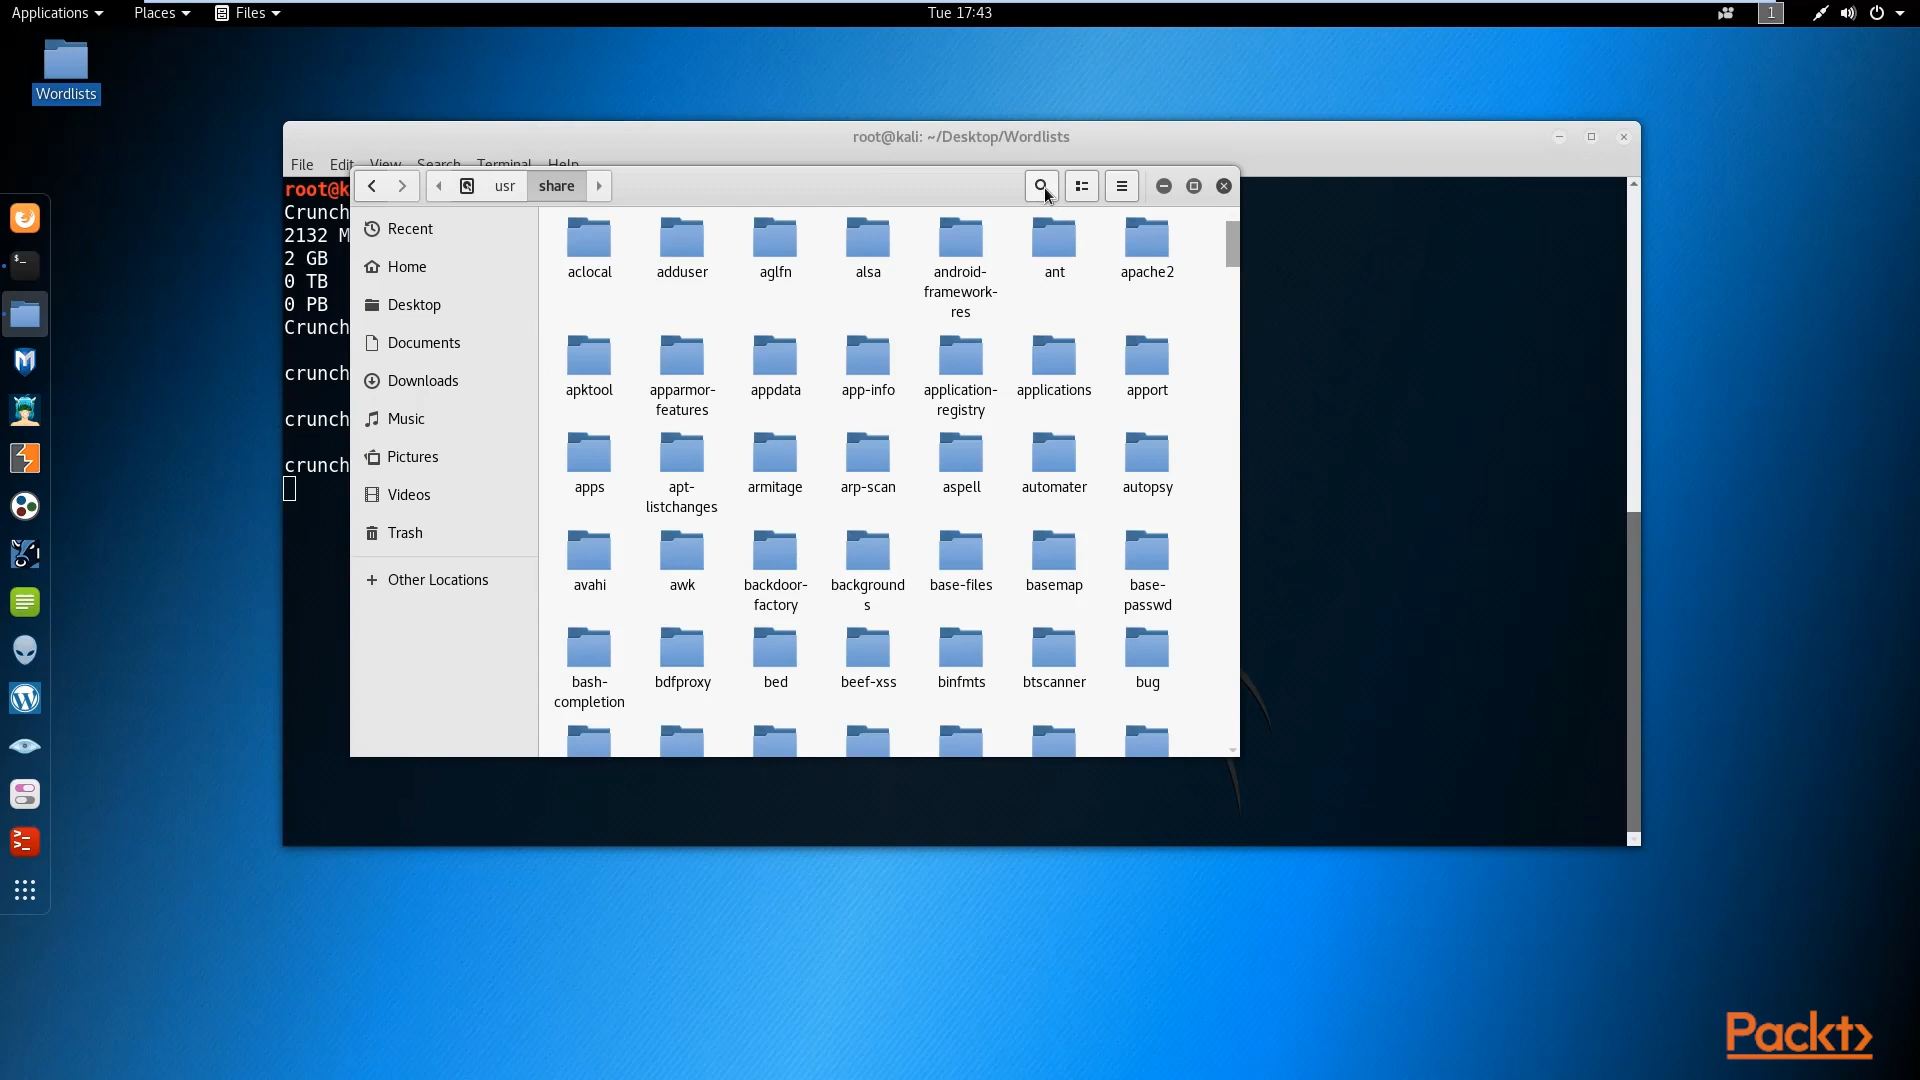 Applications
Places
Files
Tue 17:43
1
Wordlists
root@kali: ~/Desktop/Wordlists
File Edit View Search Terminal Help
root@k
Crunch
2132 M
2 GB
0 TB
0 PB
Crunch
crunch
crunch
crunch
usr
share
Recent
Home
Desktop
Documents
Downloads
Music
Pictures
Videos
Trash
Other Locations
aclocal adduser aglfn alsa android- ant apache2
framework-
res
apktool apparmor- appdata app-info application- applications apport
features registry
apps apt- armitage arp-scan aspell automater autopsy
listchanges
avahi awk backdoor- background base-files basemap base-
factory s passwd
bash- bdfproxy bed beef-xss binfmts btscanner bug
completion
Packt>